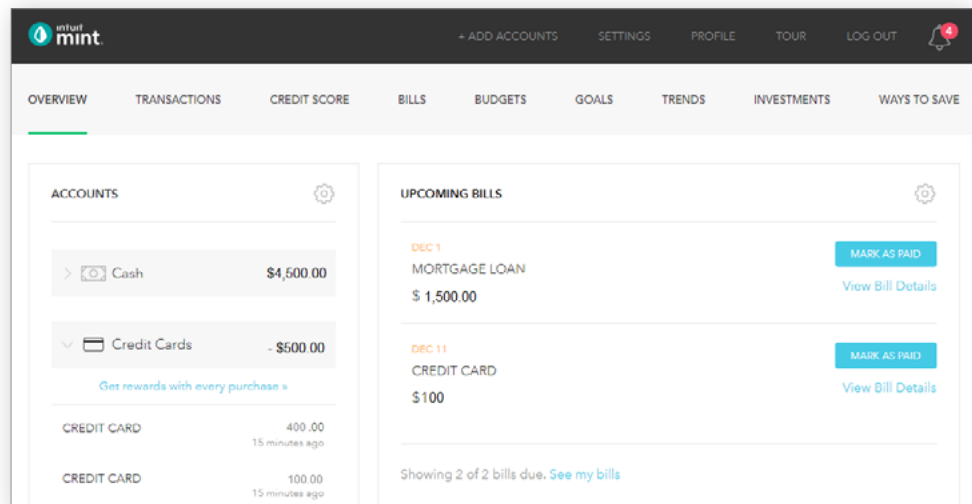 intuit
mint.
+ ADD ACCOUNTS SETTINGS PROFILE TOUR LOG OUT 4
OVERVIEW TRANSACTIONS CREDIT SCORE BILLS BUDGETS GOALS TRENDS INVESTMENTS WAYS TO SAVE
ACCOUNTS
Cash $4,500.00
Credit Cards - $500.00
Get rewards with every purchase »
CREDIT CARD 400 .00
15 minutes ago
CREDIT CARD 100.00
15 minutes ago
UPCOMING BILLS
DEC 1
MORTGAGE LOAN
$ 1,500.00
MARK AS PAID
View Bill Details
DEC 11
CREDIT CARD
$100
MARK AS PAID
View Bill Details
Showing 2 of 2 bills due. See my bills